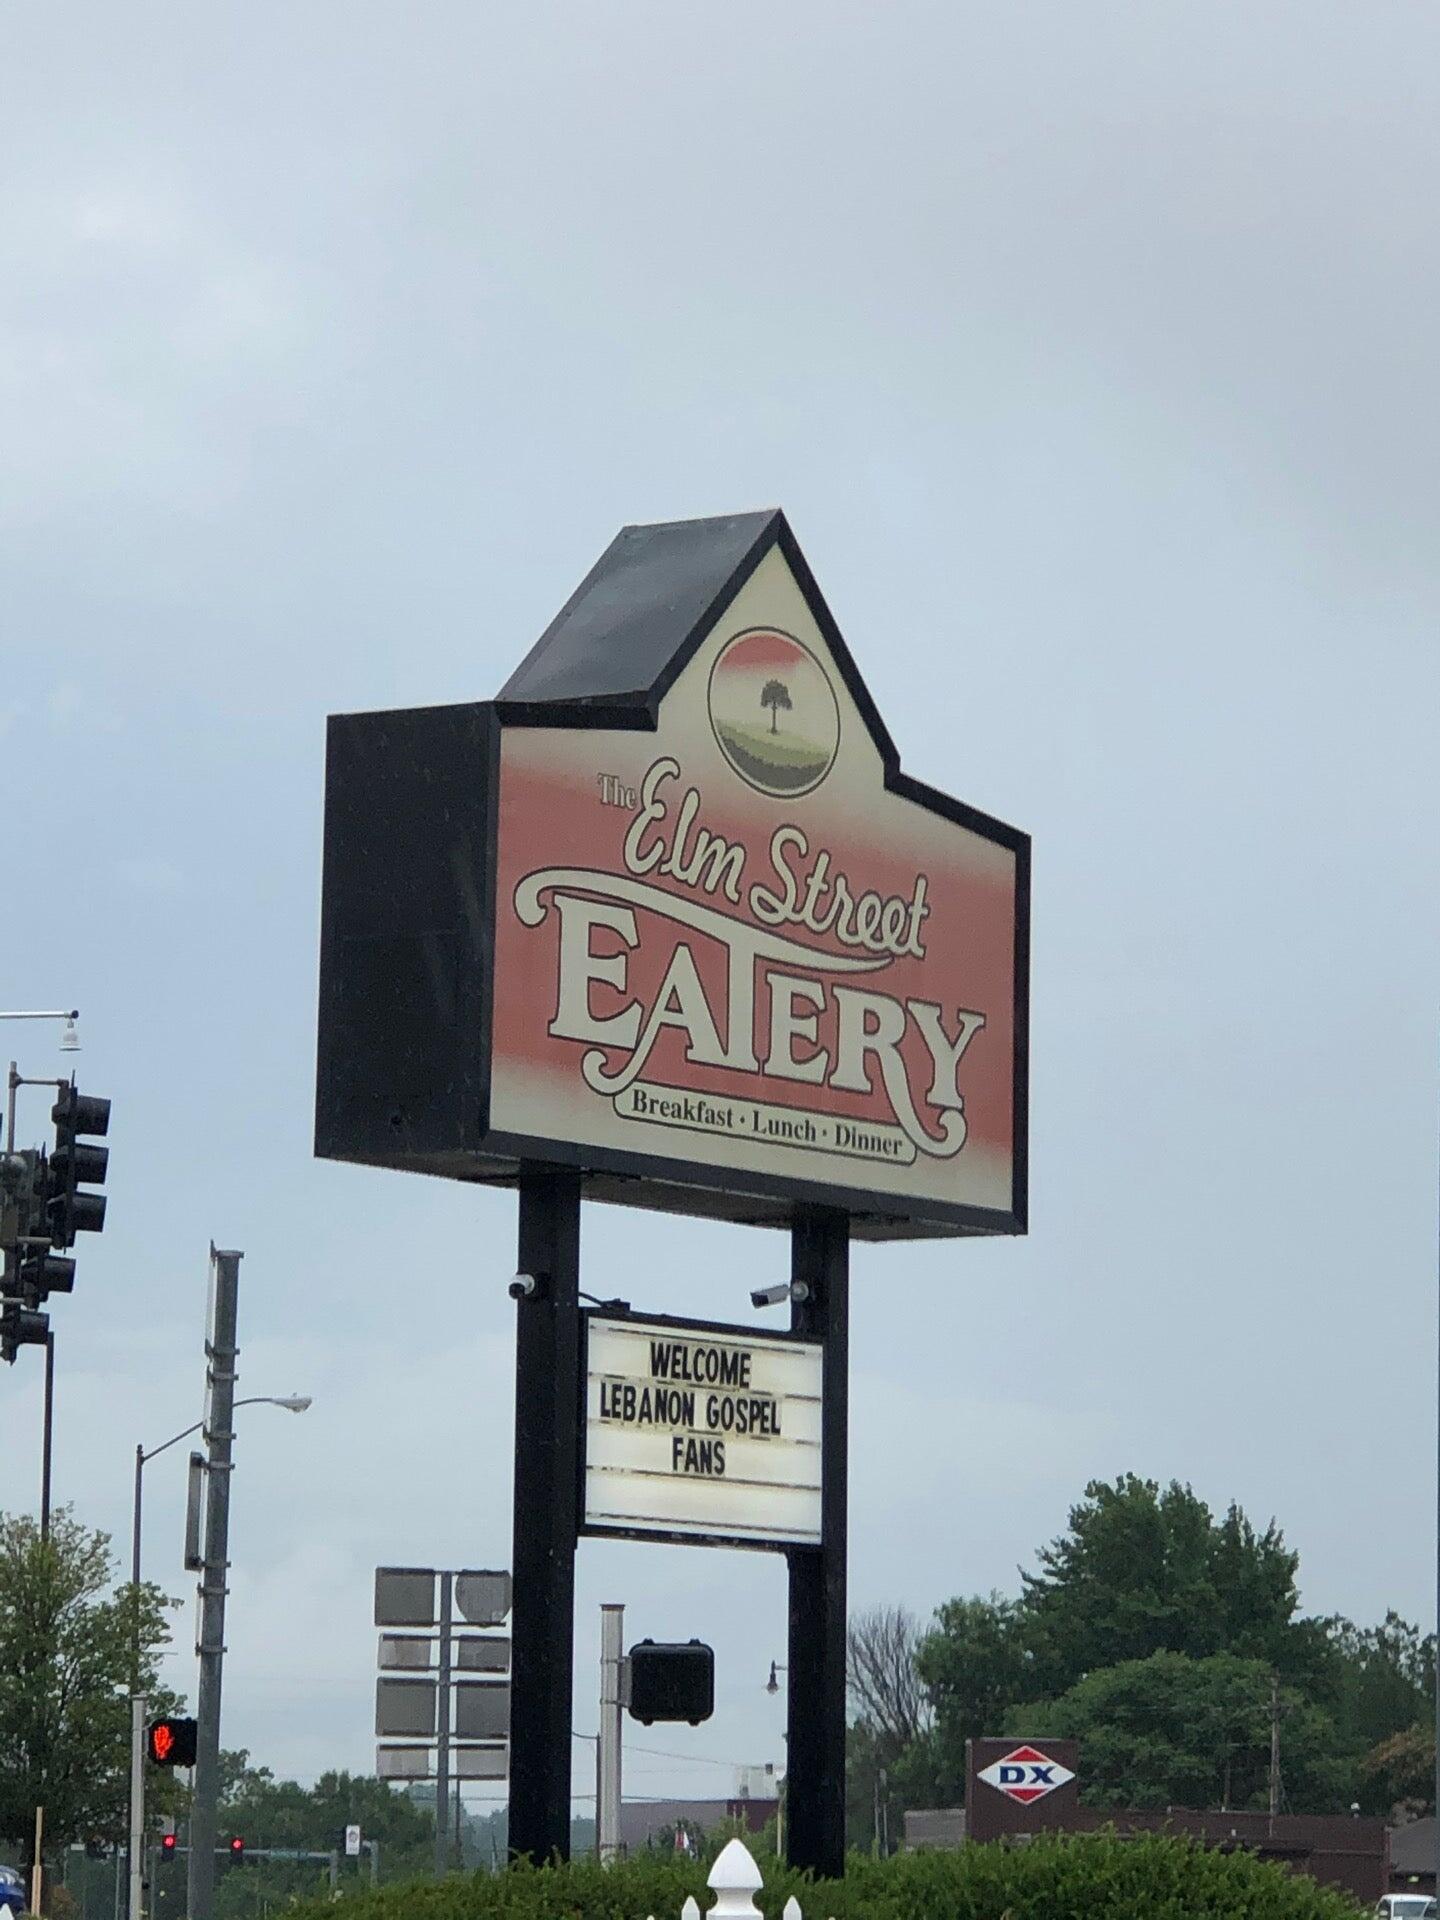 The
Elm Street
EATERY
Breakfast · Lunch · Dinner
WELCOME
LEBANON GOSPEL
FANS
DX